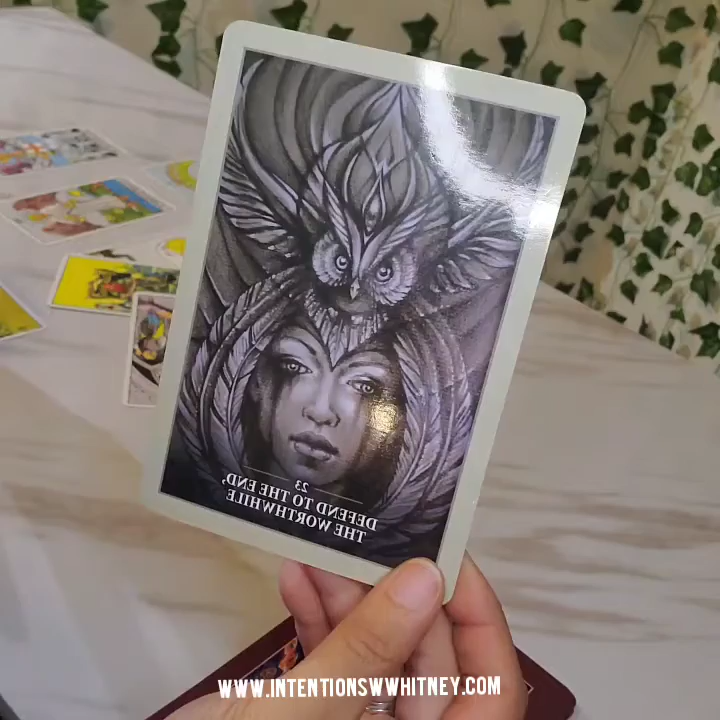 23
DEFEND TO THE END,
THE WORTHWHILE
WWW.INTENTIONSWWHITNEY.COM